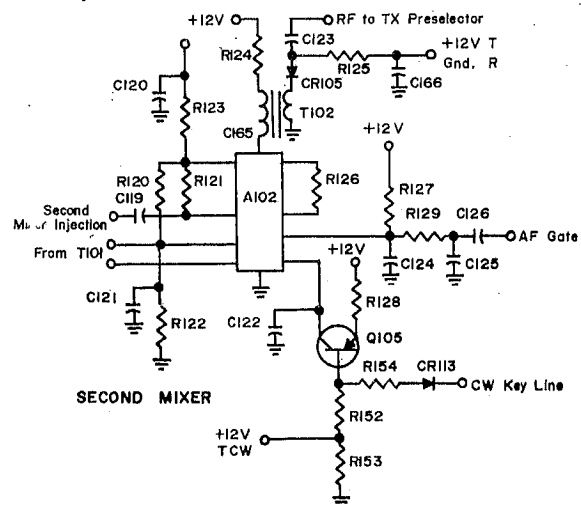 +12V
RF to TX Preselector
C123
R124
+12V T
Gnd, R
R125
C166
CR105
C120
R123
T102
C165
+12V
R120
R121
A102
R126
R127
C119
Second
Injection
R129
C126
AF Gate
From T101
+12V
C124
C125
C121
R128
R122
C122
Q105
R154
CR113
SECOND MIXER
CW Key Line
R152
+12V
TCW
R153